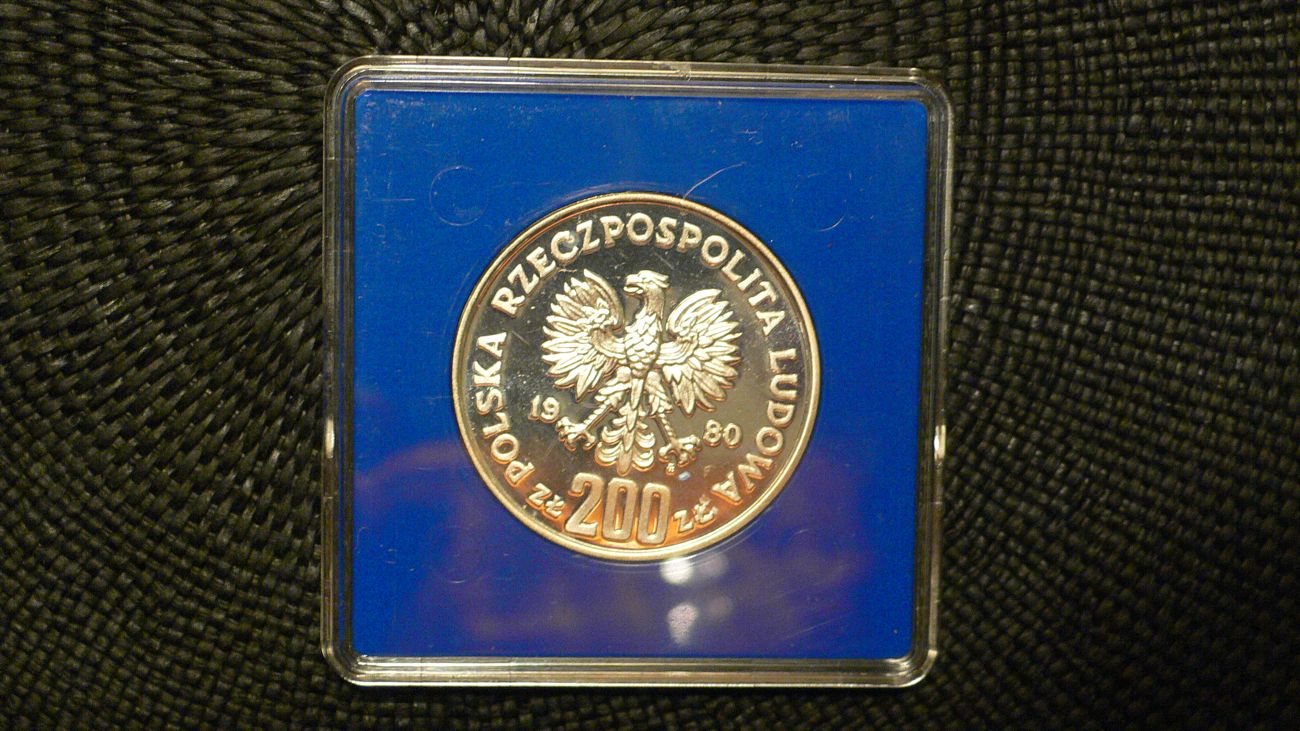 POLSKA RZECZPOSPOLITA LUDOWA
19 80
zł 200 zł